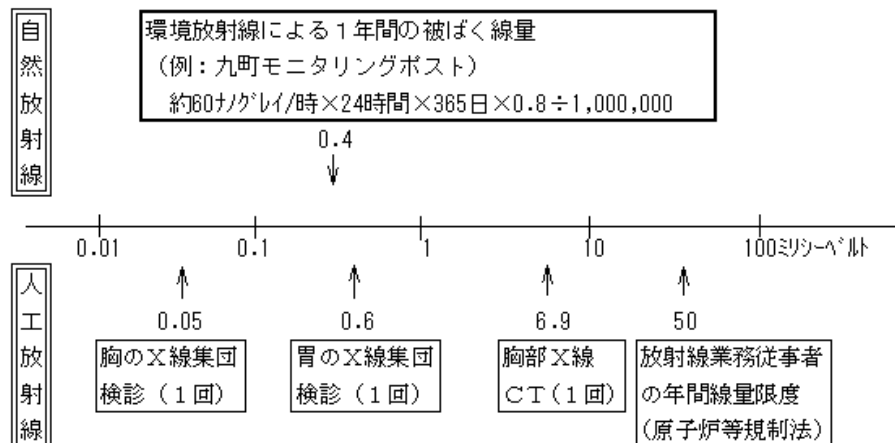 自然放射線
環境放射線による１年間の被ばく線量
（例：九町モニタリングポスト）
約60ﾅﾉｸﾞﾚｲ/時×24時間×365日×0.8÷1,000,000
0.4
0.01 0.1 1 10 100ﾐﾘｼｰﾍﾞﾙﾄ
人工放射線
0.05 0.6 6.9 50
胸のＸ線集団
検診（１回）
胃のＸ線集団
検診（１回）
胸部Ｘ線
ＣＴ(１回)
放射線業務従事者
の年間線量限度
(原子炉等規制法)